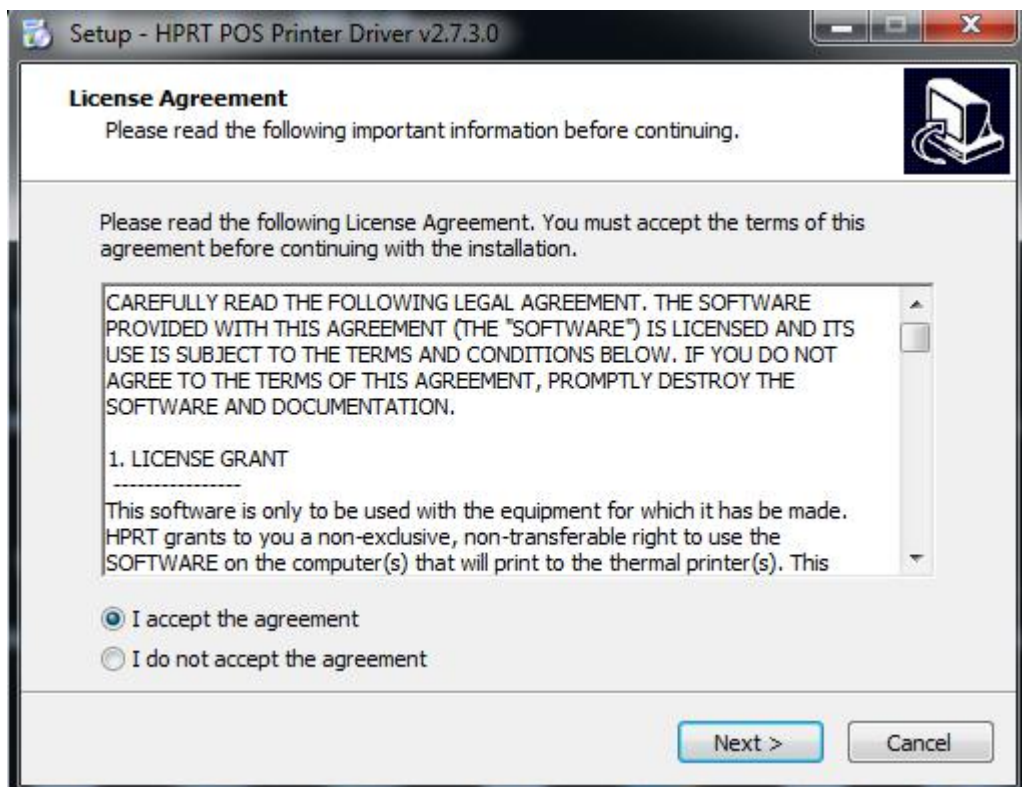 Setup - HPRT POS Printer Driver v2.7.3.0
License Agreement
Please read the following important information before continuing.
Please read the following License Agreement. You must accept the terms of this
agreement before continuing with the installation.
CAREFULLY READ THE FOLLOWING LEGAL AGREEMENT. THE SOFTWARE
PROVIDED WITH THIS AGREEMENT (THE "SOFTWARE") IS LICENSED AND ITS
USE IS SUBJECT TO THE TERMS AND CONDITIONS BELOW. IF YOU DO NOT
AGREE TO THE TERMS OF THIS AGREEMENT, PROMPTLY DESTROY THE
SOFTWARE AND DOCUMENTATION.
1. LICENSE GRANT
----------------
This software is only to be used with the equipment for which it has be made.
HPRT grants to you a non-exclusive, non-transferable right to use the
SOFTWARE on the computer(s) that will print to the thermal printer(s). This
I accept the agreement
I do not accept the agreement
Next >
Cancel